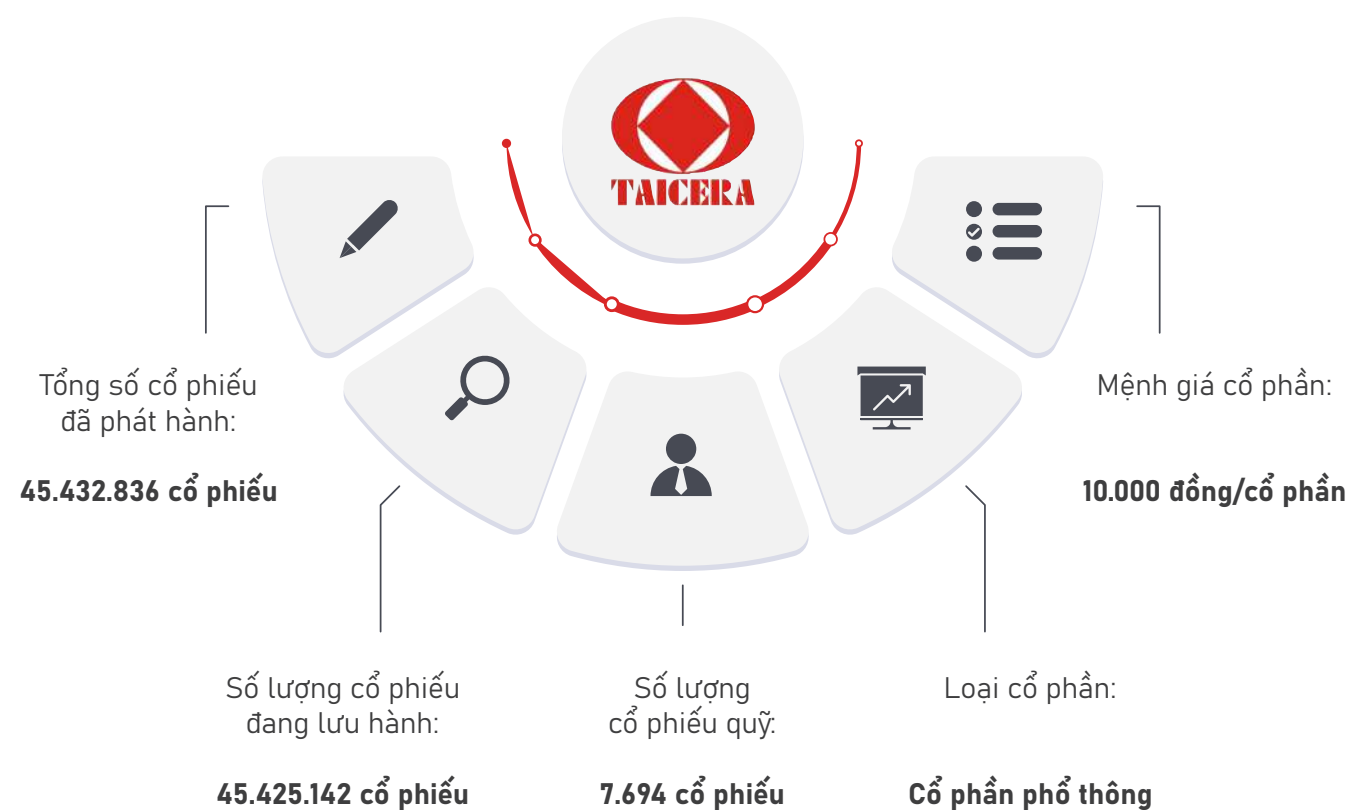 TAICERA
Tổng số cổ phiếu
đã phát hành:
45.432.836 cổ phiếu
Số lượng cổ phiếu
đang lưu hành:
45.425.142 cổ phiếu
Số lượng
cổ phiếu quỹ:
7.694 cổ phiếu
Loại cổ phần:
Cổ phần phổ thông
Mệnh giá cổ phần:
10.000 đồng/cổ phần